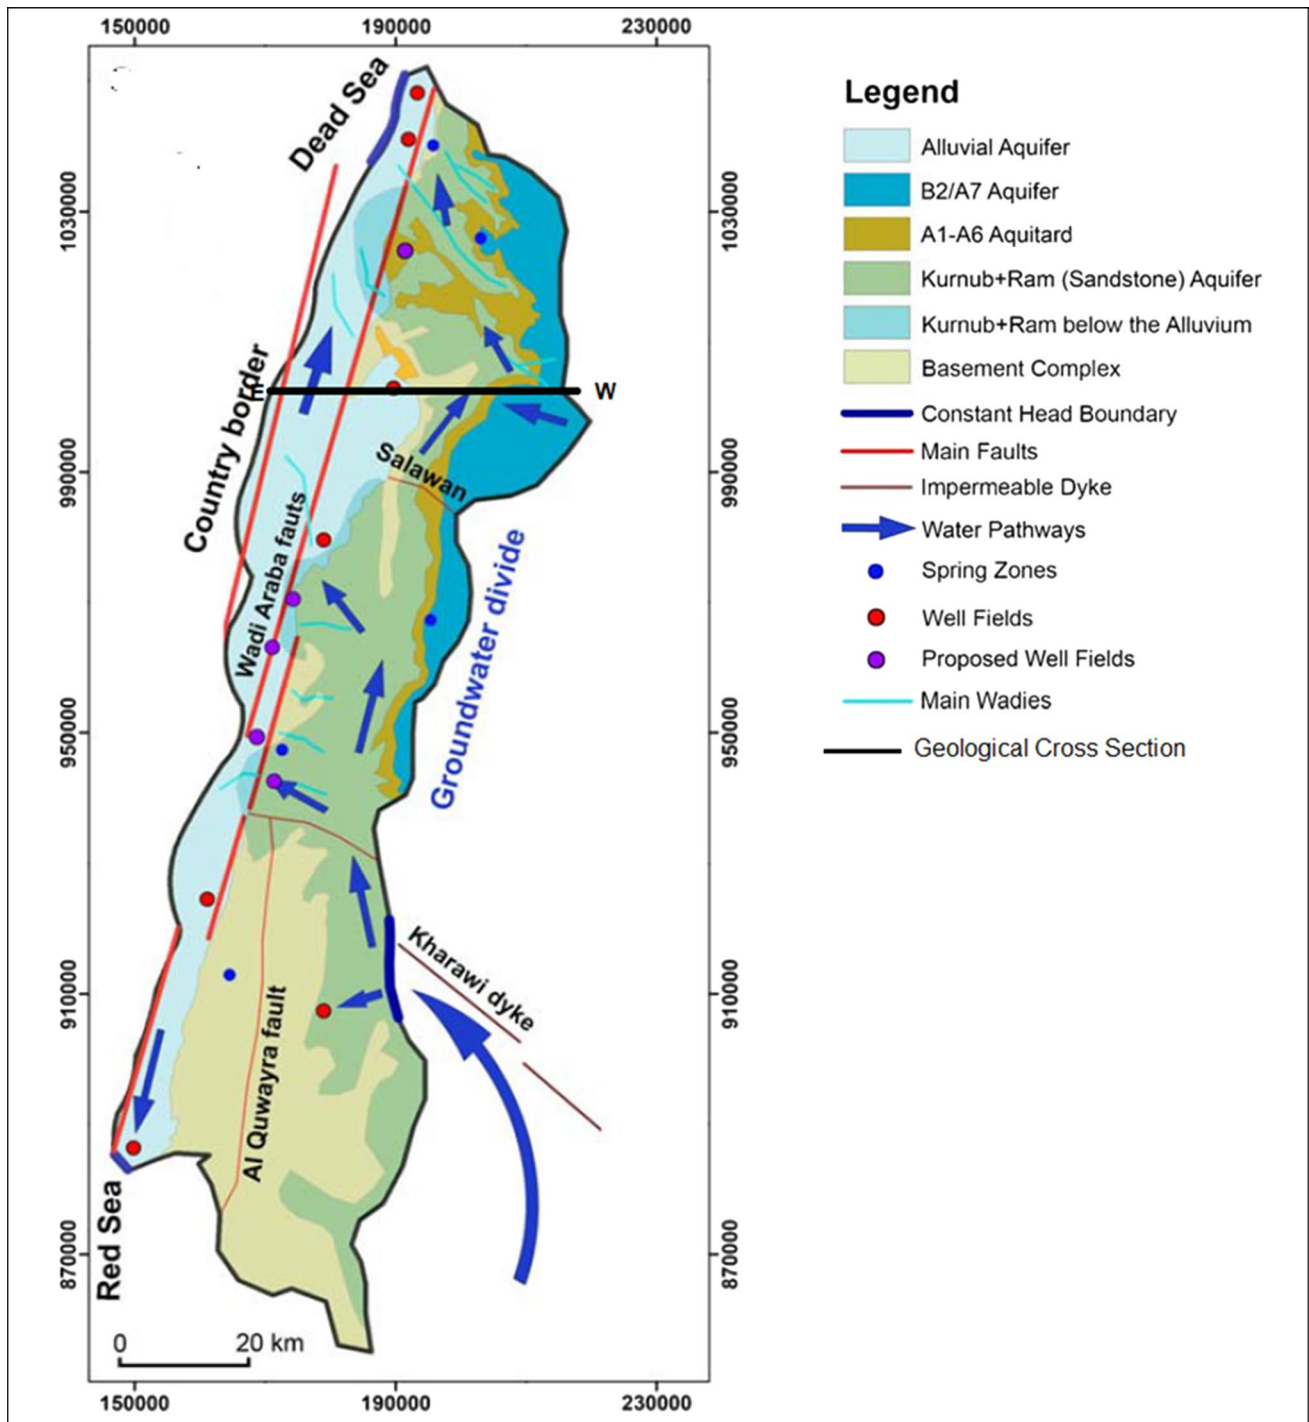 150000
190000
230000
Dead Sea
1030000
1030000
Country border
E
W
990000
990000
Salawan
Wadi Araba fauts
Groundwater divide
950000
950000
Kharawi dyke
910000
910000
Al Quwayra fault
870000
870000
Red Sea
0
20 km
150000
190000
230000
Legend
Alluvial Aquifer
B2/A7 Aquifer
A1-A6 Aquitard
Kurnub+Ram (Sandstone) Aquifer
Kurnub+Ram below the Alluvium
Basement Complex
Constant Head Boundary
Main Faults
Impermeable Dyke
Water Pathways
Spring Zones
Well Fields
Proposed Well Fields
Main Wadies
Geological Cross Section